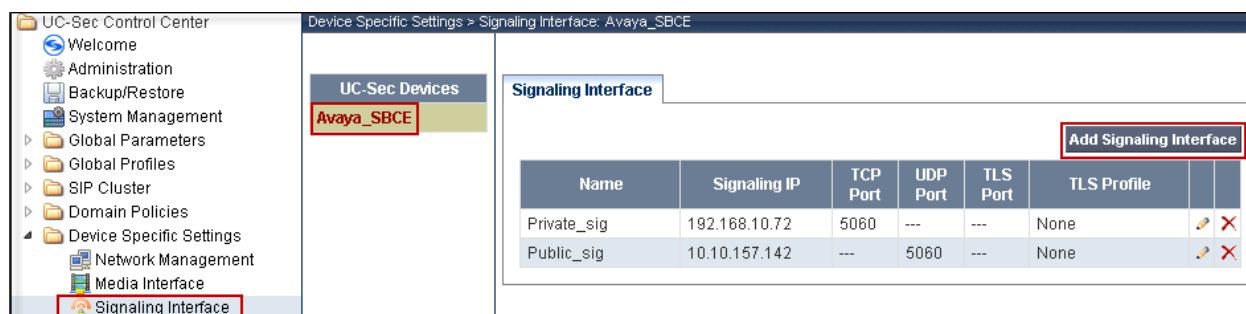 UC-Sec Control Center
Welcome
Administration
Backup/Restore
System Management
Global Parameters
Global Profiles
SIP Cluster
Domain Policies
Device Specific Settings
Network Management
Media Interface
Signaling Interface
Device Specific Settings > Signaling Interface: Avaya_SBCE
UC-Sec Devices
Avaya_SBCE
Signaling Interface
Add Signaling Interface
Name Signaling IP TCP Port UDP Port TLS Port TLS Profile
Private_sig 192.168.10.72 5060 --- --- None
Public_sig 10.10.157.142 --- 5060 --- None